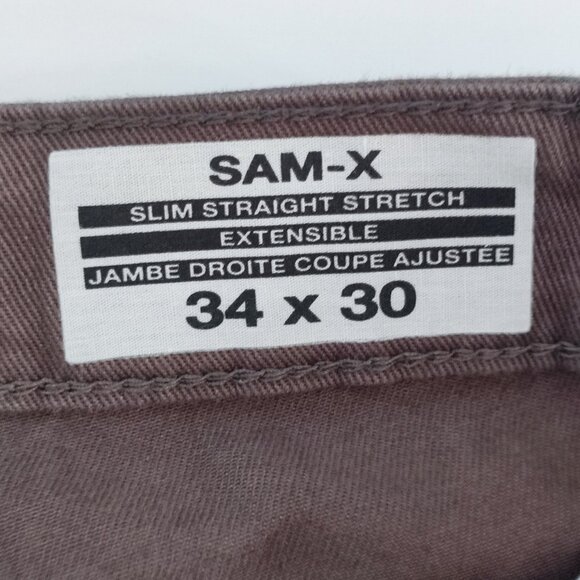 SAM-X
SLIM STRAIGHT STRETCH
EXTENSIBLE
JAMBE DROITE COUPE AJUSTÉE
34 x 30